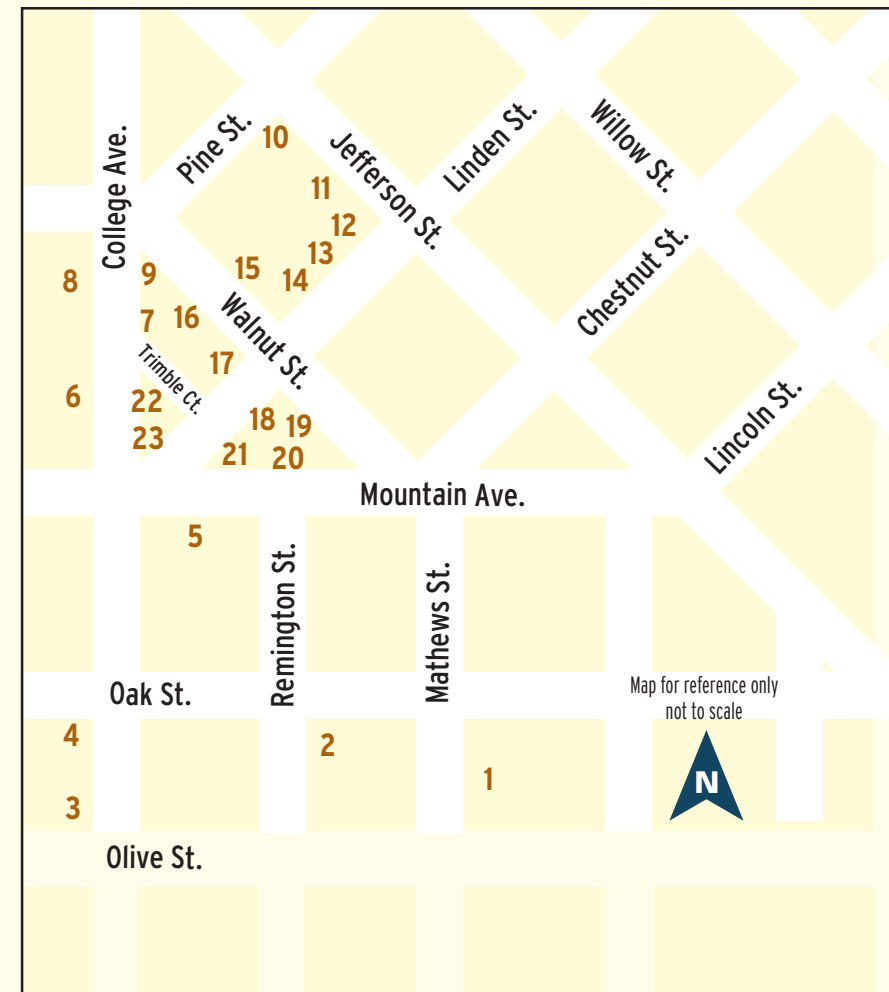 College Ave.
Pine St.
10
Jefferson St.
Linden St.
Willow St.
11
12
13
14
15
Chestnut St.
8
9
7
16
Walnut St.
17
Trimble Ct.
6
22
23
18
19
21
20
Lincoln St.
Mountain Ave.
5
Remington St.
Mathews St.
Oak St.
Map for reference only
not to scale
4
2
1
N
3
Olive St.